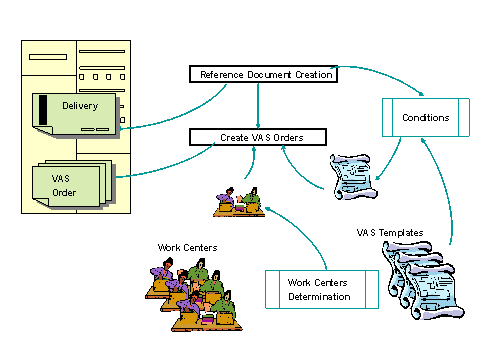 Reference Document Creation
Delivery
Conditions
Create VAS Orders
VAS
Order
VAS Templates
Work Centers
Work Centers
Determination